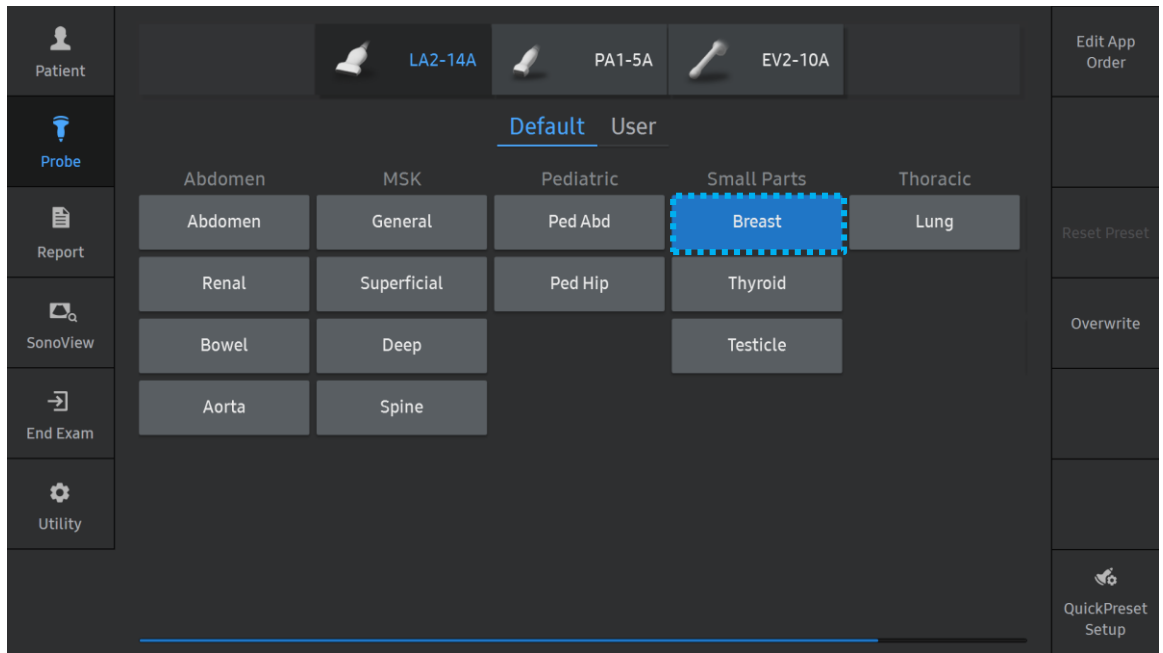 Patient
Probe
Report
SonoView
End Exam
Utility
LA2-14A
PA1-5A
EV2-10A
Default User
Abdomen MSK Pediatric Small Parts Thoracic
Abdomen General Ped Abd Breast Lung
Renal Superficial Ped Hip Thyroid
Bowel Deep Testicle
Aorta Spine
Edit App
Order
Reset Preset
Overwrite
QuickPreset
Setup